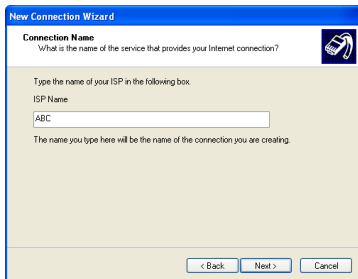 New Connection Wizard
Connection Name
What is the name of the service that provides your Internet connection?
Type the name of your ISP in the following box.
ISP Name
ABC
The name you type here will be the name of the connection you are creating.
< Back Next > Cancel